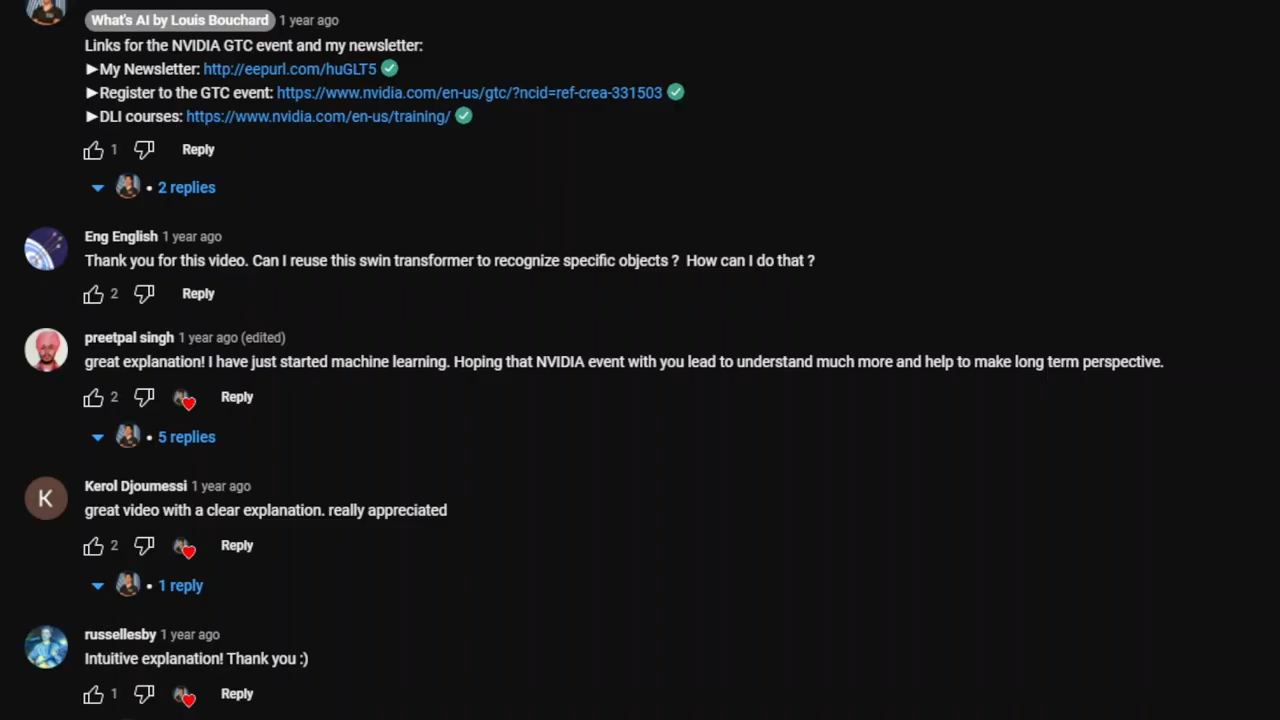 What's AI by Louis Bouchard 1 year ago
Links for the NVIDIA GTC event and my newsletter:
►My Newsletter: http://eepurl.com/huGLT5
►Register to the GTC event: https://www.nvidia.com/en-us/gtc/?ncid=ref-crea-331503
►DLI courses: https://www.nvidia.com/en-us/training/
1 Reply
• 2 replies
Eng English 1 year ago
Thank you for this video. Can I reuse this swin transformer to recognize specific objects ?  How can I do that ?
2 Reply
preetpal singh 1 year ago (edited)
great explanation! I have just started machine learning. Hoping that NVIDIA event with you lead to understand much more and help to make long term perspective.
2 Reply
• 5 replies
K
Kerol Djoumessi 1 year ago
great video with a clear explanation. really appreciated
2 Reply
• 1 reply
russellesby 1 year ago
Intuitive explanation! Thank you :)
1 Reply